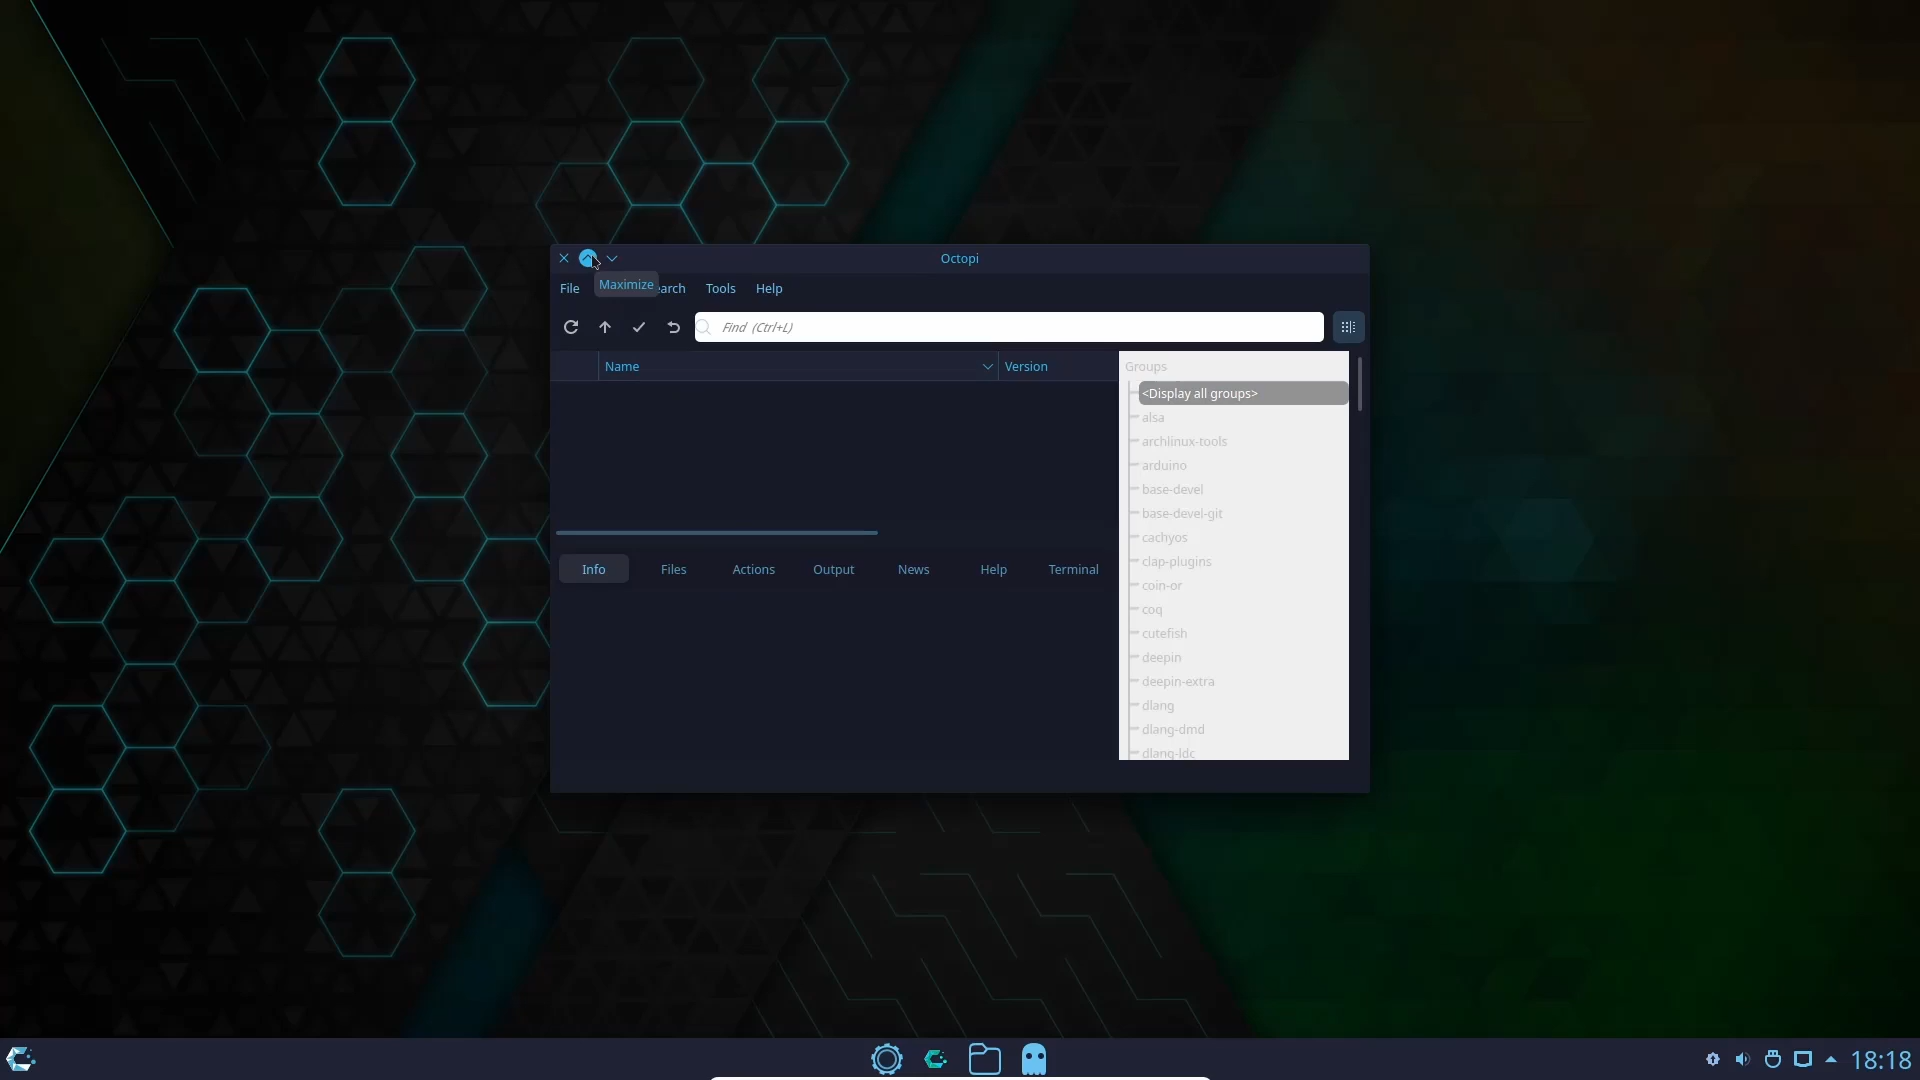 Octopi
File
Maximize
arch
Tools
Help
Find (Ctrl+L)
Name
Version
Groups
<Display all groups>
alsa
archlinux-tools
arduino
base-devel
base-devel-git
cachyos
clap-plugins
coin-or
coq
cutefish
deepin
deepin-extra
dlang
dlang-dmd
dlang-ldc
Info
Files
Actions
Output
News
Help
Terminal
18:18